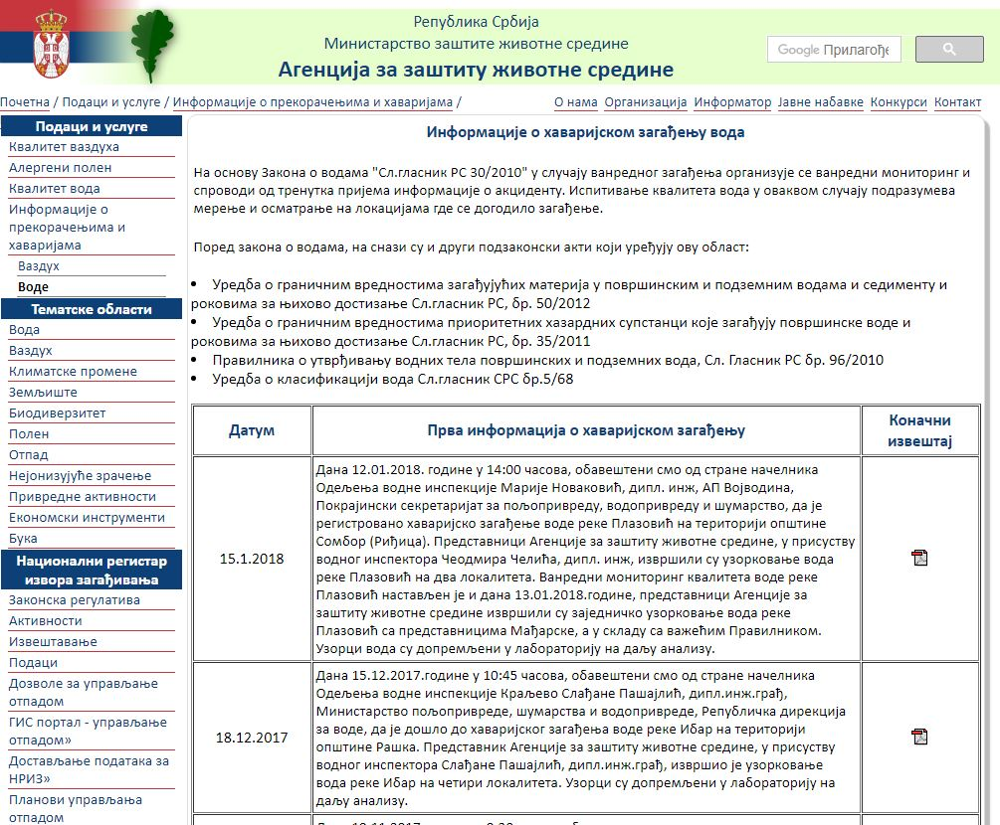 Република Србија
Министарство заштите животне средине
Агенција за заштиту животне средине
Google Прилагође
Почетна / Подаци и услуге / Информације о прекорачењима и хаваријама /
О нама Организација Информатор Јавне набавке Конкурси Контакт
Подаци и услуге
Квалитет ваздуха
Алергени полен
Квалитет вода
Информације о
прекорачењима и
хаваријама
Ваздух
Воде
Тематске области
Вода
Ваздух
Климатске промене
Земљиште
Биодиверзитет
Полен
Отпад
Нејонизујуће зрачење
Привредне активности
Економски инструменти
Бука
Национални регистар
извора загађивања
Законска регулатива
Активности
Извештавање
Подаци
Дозволе за управљање
отпадом
ГИС портал - управљање
отпадом»
Достављање података за
НРИЗ»
Планови управљања
отпадом
Информације о хаваријском загађењу вода
На основу Закона о водама "Сл.гласник РС 30/2010" у случају ванредног загађења организује се ванредни мониторинг и
спроводи од тренутка пријема информације о акциденту. Испитивање квалитета вода у оваквом случају подразумева
мерење и осматрање на локацијама где се догодило загађење.
Поред закона о водама, на снази су и други подзаконски акти који уређују ову област:
• Уредба о граничним вредностима загађујућих материја у површинским и подземним водама и седименту и
роковима за њихово достизање Сл.гласник РС, бр. 50/2012
• Уредба о граничним вредностима приоритетних хазардних супстанци које загађују површинске воде и
роковима за њихово достизање Сл.гласник РС, бр. 35/2011
• Правилника о утврђивању водних тела површинских и подземних вода, Сл. Гласник РС бр. 96/2010
• Уредба о класификацији вода Сл.гласник СРС бр.5/68
Датум
Прва информација о хаваријском загађењу
Коначни
извештај
15.1.2018
Дана 12.01.2018. године у 14:00 часова, обавештени смо од стране начелника
Одељења водне инспекције Марије Новаковић, дипл. инж, АП Војводина,
Покрајински секретаријат за пољопривреду, водопривреду и шумарство, да је
регистровано хаваријско загађење воде реке Плазовић на територији општине
Сомбор (Риђица). Представници Агенције за заштиту животне средине, у присуству
водног инспектора Чеодмира Челића, дипл. инж, извршили су узорковање вода
реке Плазовић на два локалитета. Ванредни мониторинг квалитета воде реке
Плазовић настављен је и дана 13.01.2018.године, представници Агенције за
заштиту животне средине извршили су заједничко узорковање вода реке
Плазовић са представницима Мађарске, а у складу са важећим Правилником.
Узорци вода су допремљени у лабораторију на даљу анализу.
18.12.2017
Дана 15.12.2017.године у 10:45 часова, обавештени смо од стране начелника
Одељења водне инспекције Краљево Слађане Пашајлић, дипл.инж.грађ,
Министарство пољопривреде, шумарства и водопривреде, Републичка дирекција
за воде, да је дошло до хаваријског загађења воде реке Ибар на територији
општине Рашка. Представник Агенције за заштиту животне средине, у присуству
водног инспектора Слађане Пашајлић, дипл.инж.грађ, извршио је узорковање
вода реке Ибар на четири локалитета. Узорци су допремљени у лабораторију на
даљу анализу.